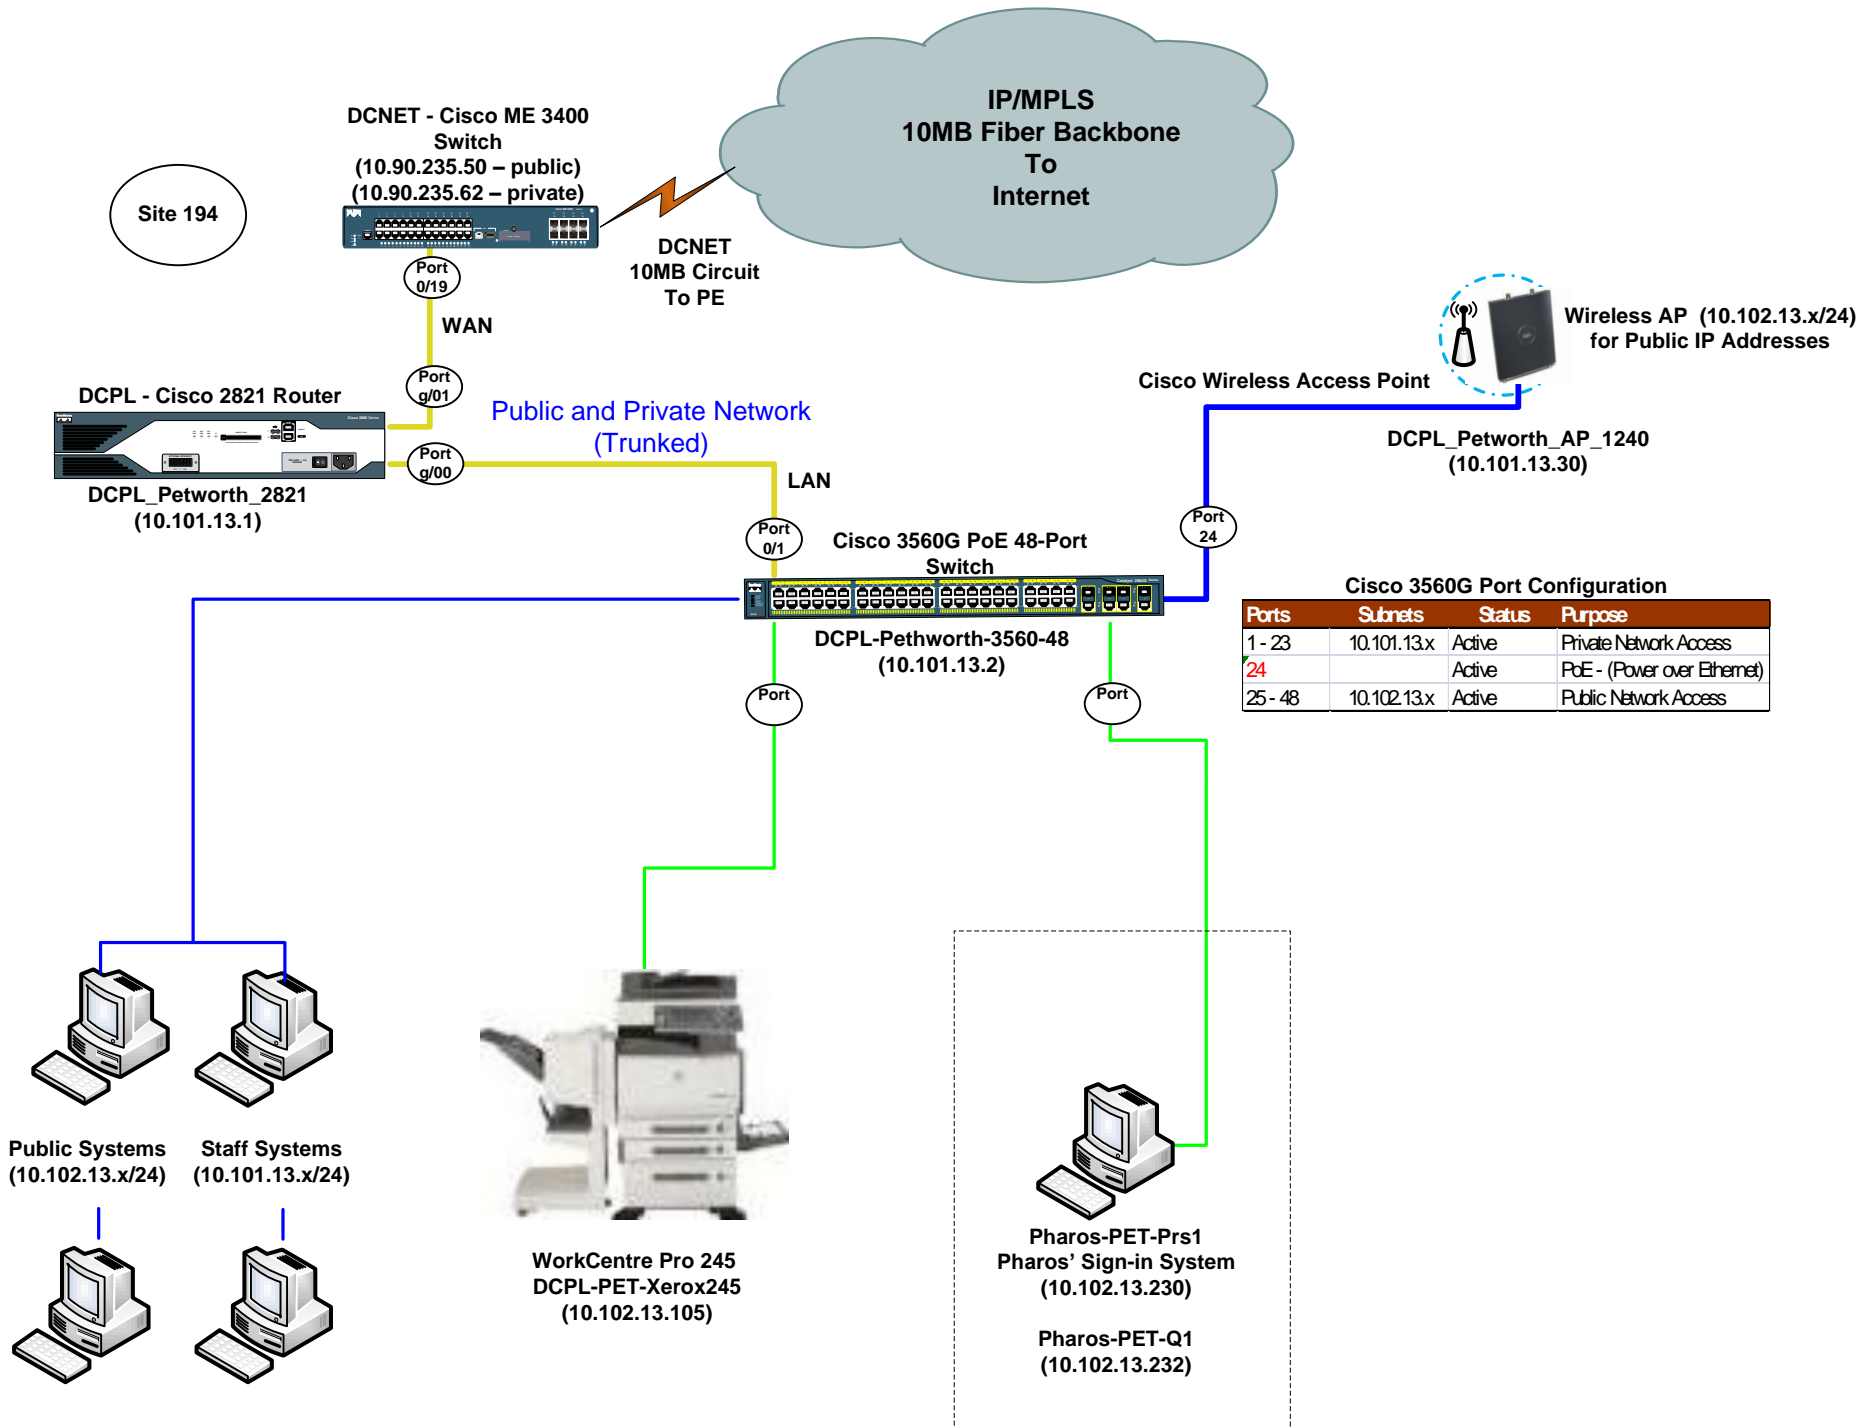 IP/MPLS
10MB Fiber Backbone
To
Internet
DCNET - Cisco ME 3400
Switch
(10.90.235.50 – public)
(10.90.235.62 – private)
Site 194
DCNET
10MB Circuit
To PE
Port
0/19
WAN
Port
g/01
DCPL - Cisco 2821 Router
DCPL_Petworth_2821
(10.101.13.1)
Port
g/00
Public and Private Network
(Trunked)
LAN
Port
0/1
Wireless AP (10.102.13.x/24)
for Public IP Addresses
Cisco Wireless Access Point
DCPL_Petworth_AP_1240
(10.101.13.30)
Port
24
Cisco 3560G PoE 48-Port
Switch
DCPL-Pethworth-3560-48
(10.101.13.2)
Cisco 3560G Port Configuration
Ports Subnets Status Purpose
1 - 23 10.101.13.x Active Private Network Access
24 Active PoE - (Power over Ethernet)
25 - 48 10.102.13.x Active Public Network Access
Port
Port
Public Systems
(10.102.13.x/24)
Staff Systems
(10.101.13.x/24)
WorkCentre Pro 245
DCPL-PET-Xerox245
(10.102.13.105)
Pharos-PET-Prs1
Pharos’ Sign-in System
(10.102.13.230)
Pharos-PET-Q1
(10.102.13.232)